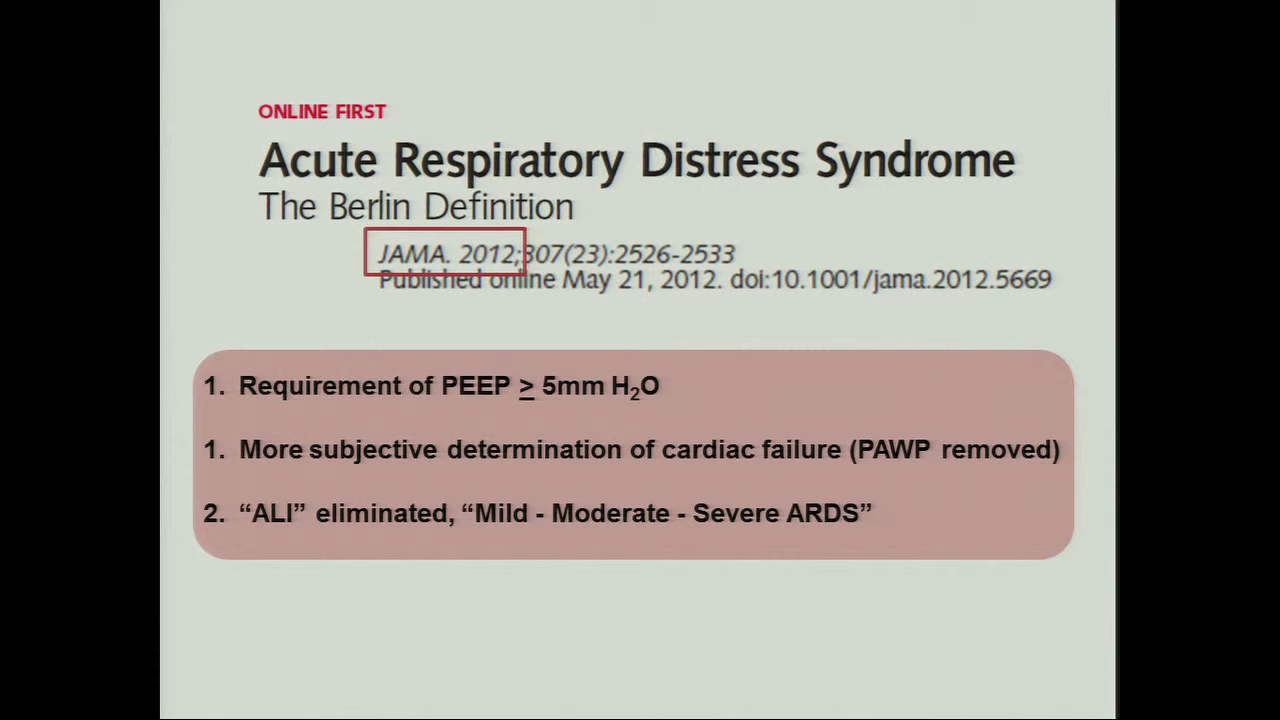 ONLINE FIRST
Acute Respiratory Distress Syndrome
The Berlin Definition
JAMA. 2012;307(23):2526-2533
Published online May 21, 2012. doi:10.1001/jama.2012.5669
1. Requirement of PEEP ≥ 5mm H₂O
1. More subjective determination of cardiac failure (PAWP removed)
2. “ALI” eliminated, “Mild - Moderate - Severe ARDS”